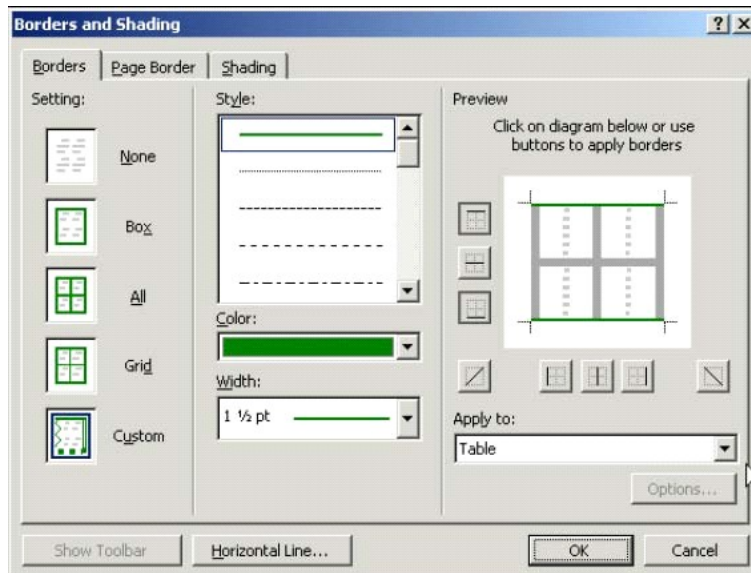 Borders and Shading
Borders
Page Border
Shading
Setting:
None
Box
All
Grid
Custom
Style:
Color:
Width:
1 ½ pt
Preview
Click on diagram below or use
buttons to apply borders
Apply to:
Table
Options...
Show Toolbar
Horizontal Line...
OK
Cancel